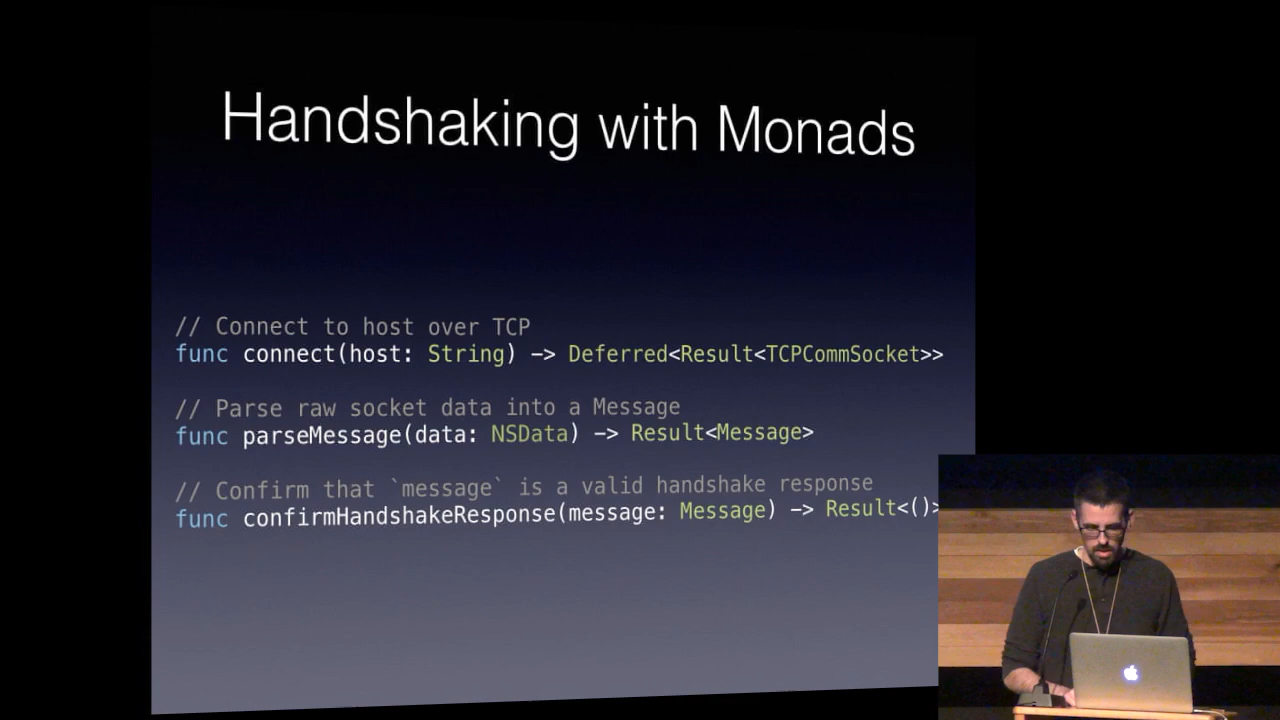 Handshaking with Monads
// Connect to host over TCP
func connect(host: String) -> Deferred<Result<TCPCommSocket>>
// Parse raw socket data into a Message
func parseMessage(data: NSData) -> Result<Message>
// Confirm that `message` is a valid handshake response
func confirmHandshakeResponse(message: Message) -> Result<()>